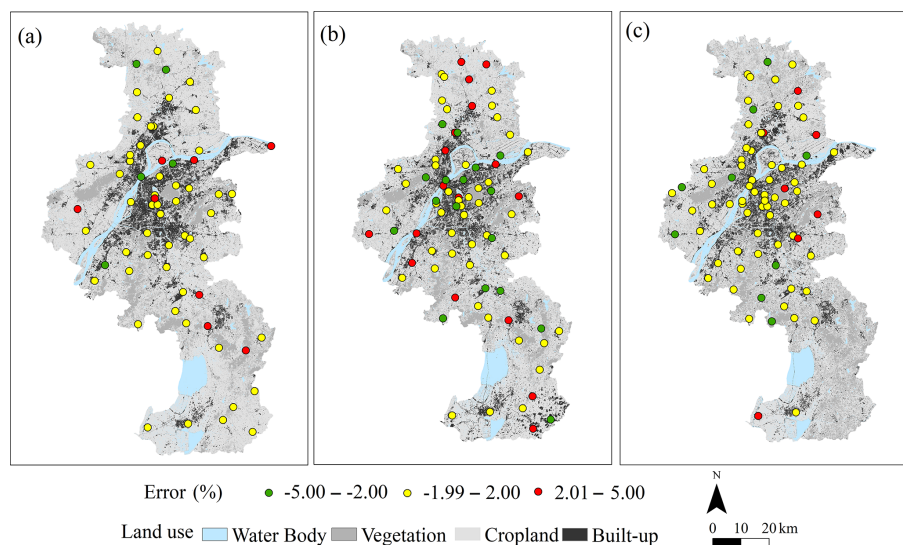 (a)
(b)
(c)
Error (%) -5.00 – -2.00 -1.99 – 2.00 2.01 – 5.00
Land use Water Body Vegetation Cropland Built-up
N
0 10 20 km